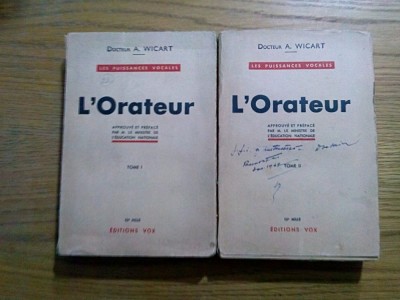 DOCTEUR A. WICART
LES PUISSANCES VOCALES
L'Orateur
APPROUVÉ ET PRÉFACÉ
PAR M. LE MINISTRE DE
L'ÉDUCATION NATIONALE
TOME I
ÉDITIONS VOX
DOCTEUR A. WICART
LES PUISSANCES VOCALES
L'Orateur
APPROUVÉ ET PRÉFACÉ
PAR M. LE MINISTRE DE
L'ÉDUCATION NATIONALE
TOME II
ÉDITIONS VOX